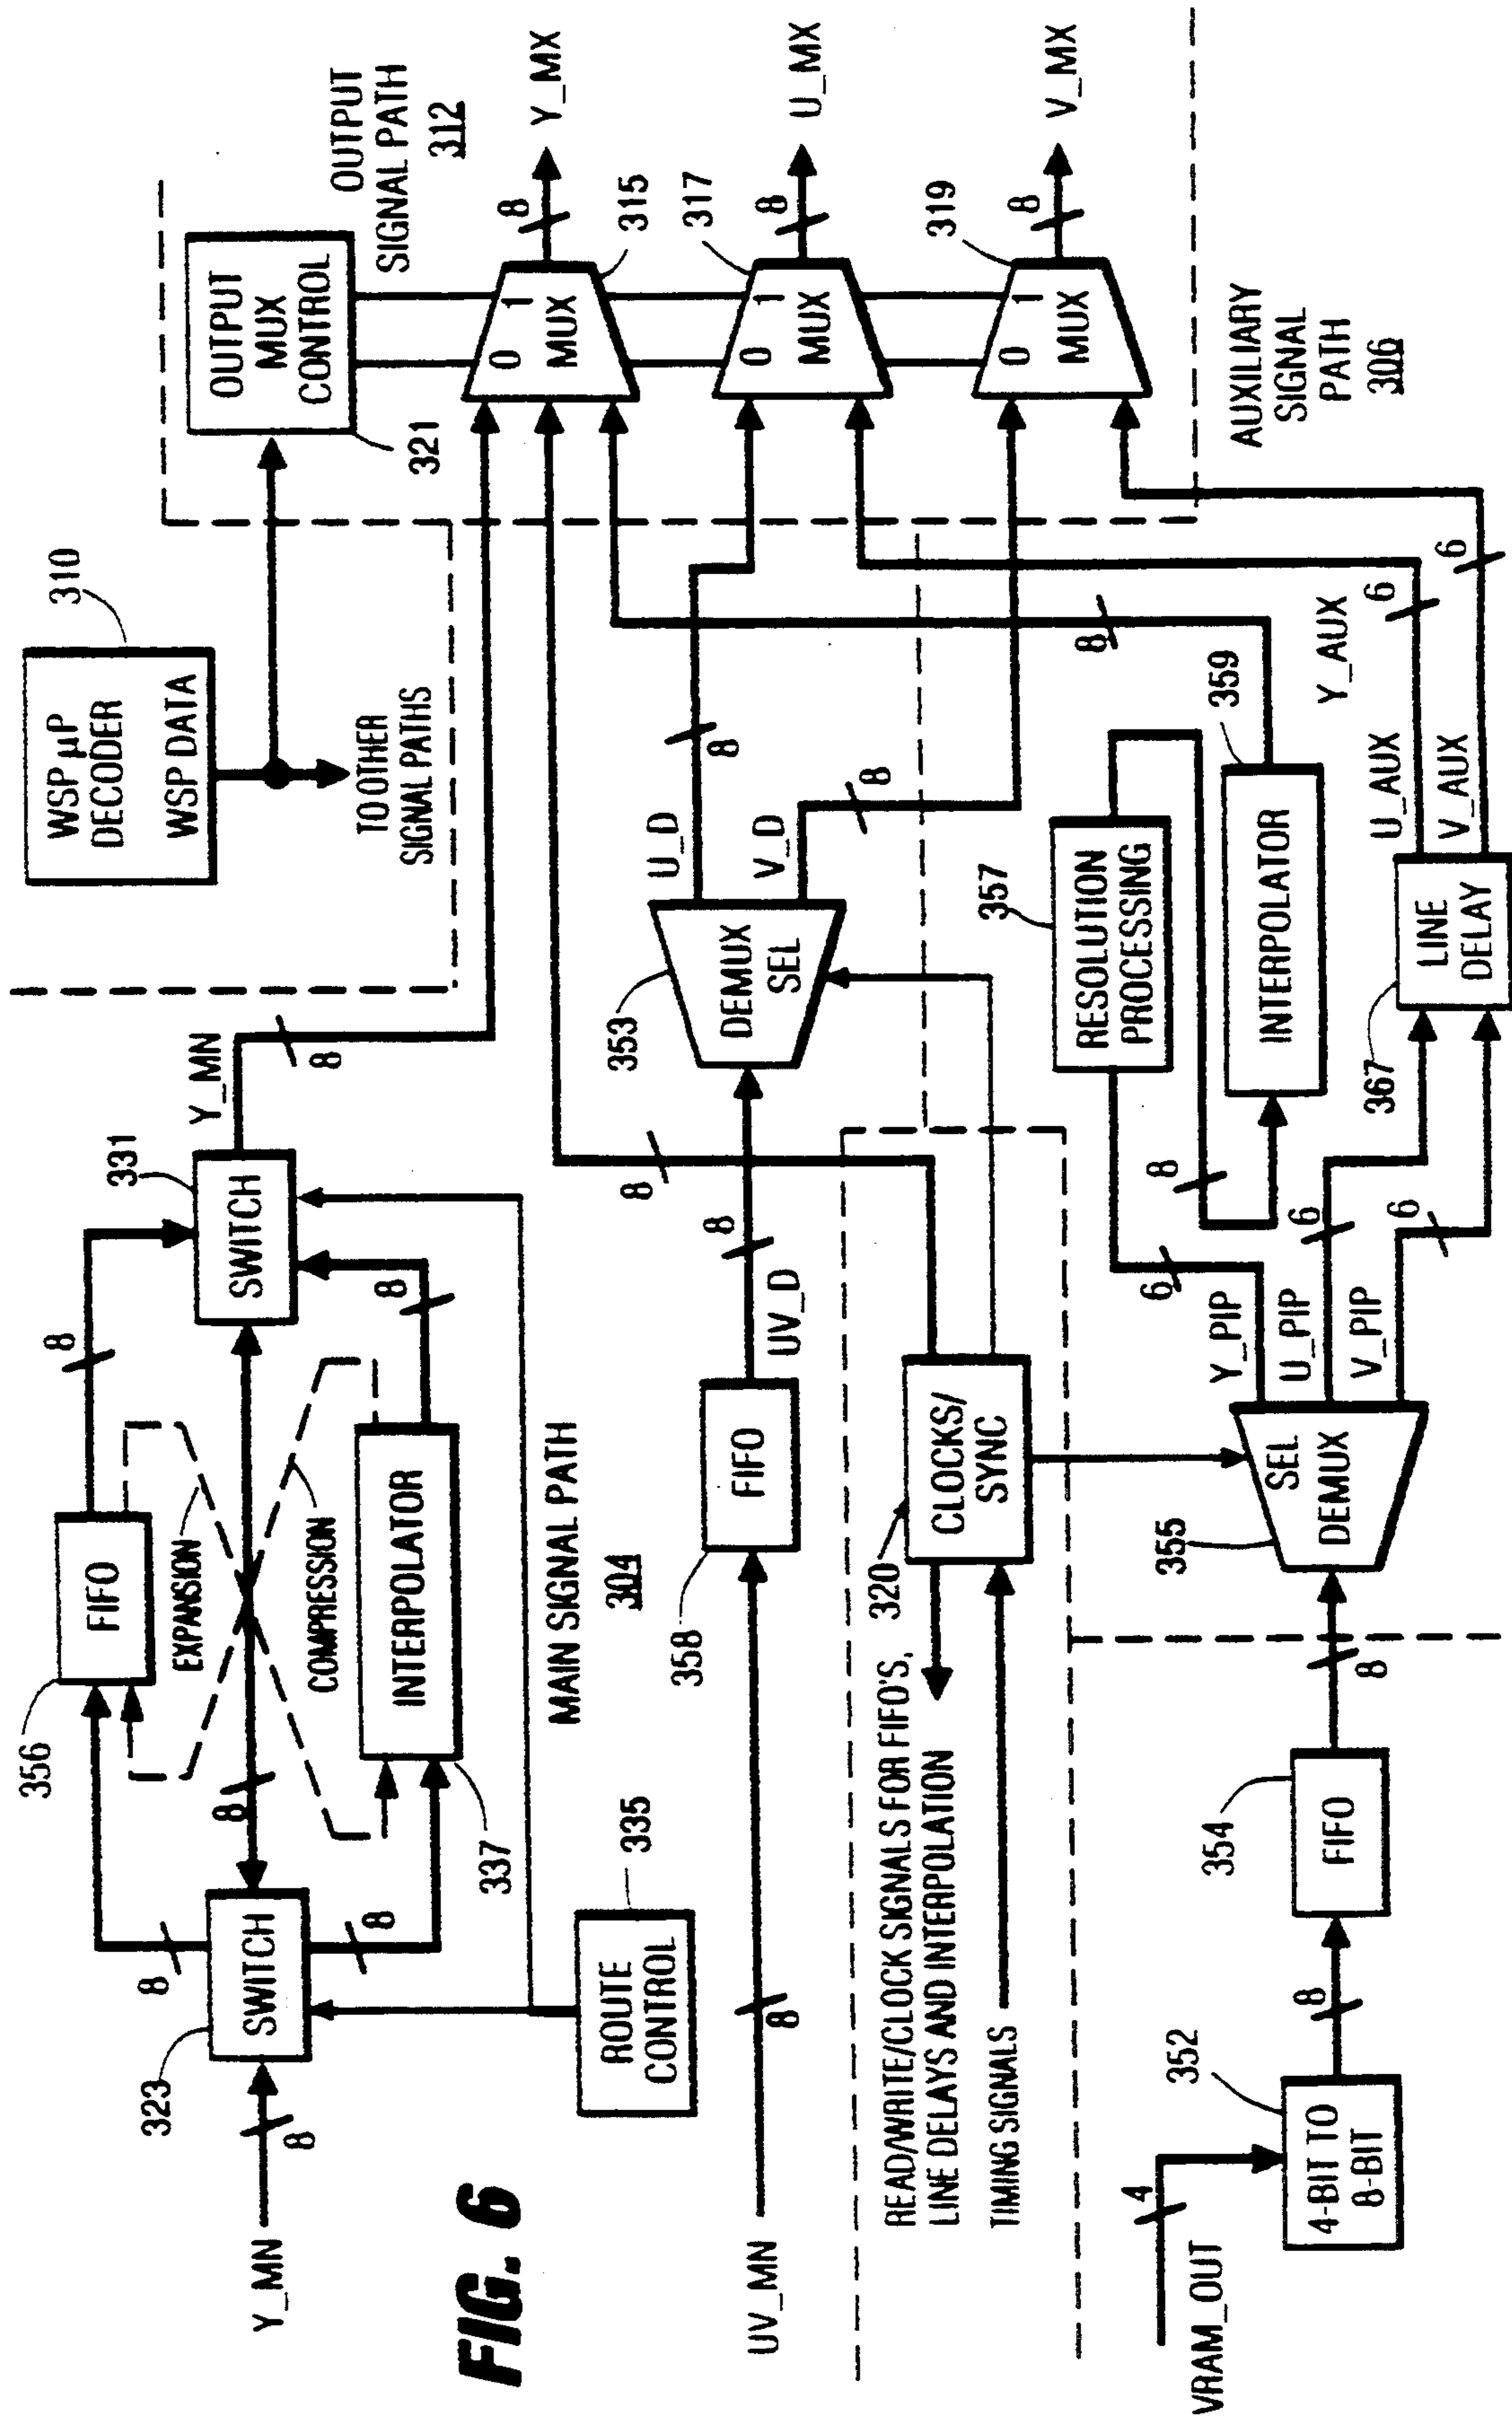 FIG. 6
Y_MN
8
323
SWITCH
8
8
356
FIFO
8
EXPANSION
COMPRESSION
8
INTERPOLATOR
337
8
331
SWITCH
Y_MN
8
ROUTE
CONTROL
335
MAIN SIGNAL PATH
304
WSP µP
DECODER
WSP DATA
310
TO OTHER
SIGNAL PATHS
OUTPUT
MUX
CONTROL
321
OUTPUT
SIGNAL PATH
312
0 1
MUX
315
8
Y_MX
0 1
MUX
317
8
U_MX
0 1
MUX
319
8
V_MX
UV_MN
8
358
FIFO
UV_D
8
8
353
DEMUX
SEL
U_D
8
V_D
8
READ/WRITE/CLOCK SIGNALS FOR FIFO'S,
LINE DELAYS AND INTERPOLATION
TIMING SIGNALS
320
CLOCKS/
SYNC
AUXILIARY
SIGNAL
PATH
306
VRAM_OUT
4
4-BIT TO
8-BIT
352
8
354
FIFO
8
355
SEL
DEMUX
Y_PIP
6
U_PIP
6
V_PIP
6
357
RESOLUTION
PROCESSING
8
INTERPOLATOR
359
8
Y_AUX
367
LINE
DELAY
U_AUX
6
V_AUX
6